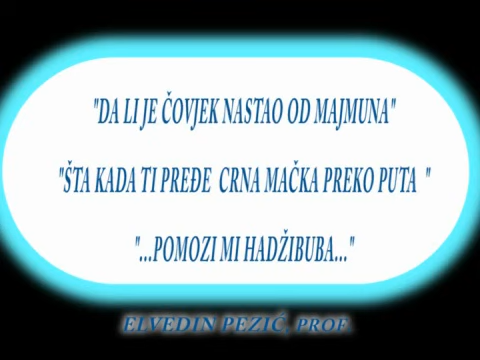 "DA LI JE ČOVJEK NASTAO OD MAJMUNA"
"ŠTA KADA TI PREĐE CRNA MAČKA PREKO PUTA "
"...POMOZI MI HADŽIBUBA..."
ELVEDIN PEZIĆ, PROF.